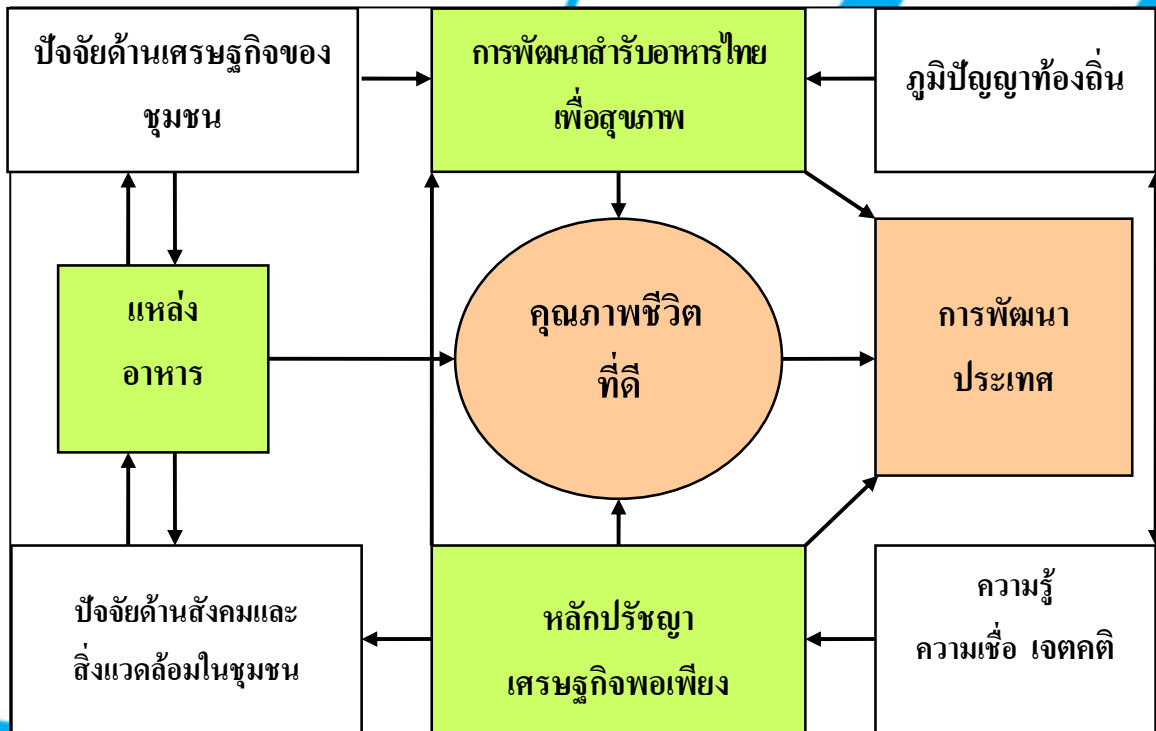 ปัจจัยด้านเศรษฐกิจของ
ชุมชน
การพัฒนาสำรับอาหารไทย
เพื่อสุขภาพ
ภูมิปัญญาท้องถิ่น
แหล่ง
อาหาร
คุณภาพชีวิต
ที่ดี
การพัฒนา
ประเทศ
ปัจจัยด้านสังคมและ
สิ่งแวดล้อมในชุมชน
หลักปรัชญา
เศรษฐกิจพอเพียง
ความรู้
ความเชื่อ เจตคติ